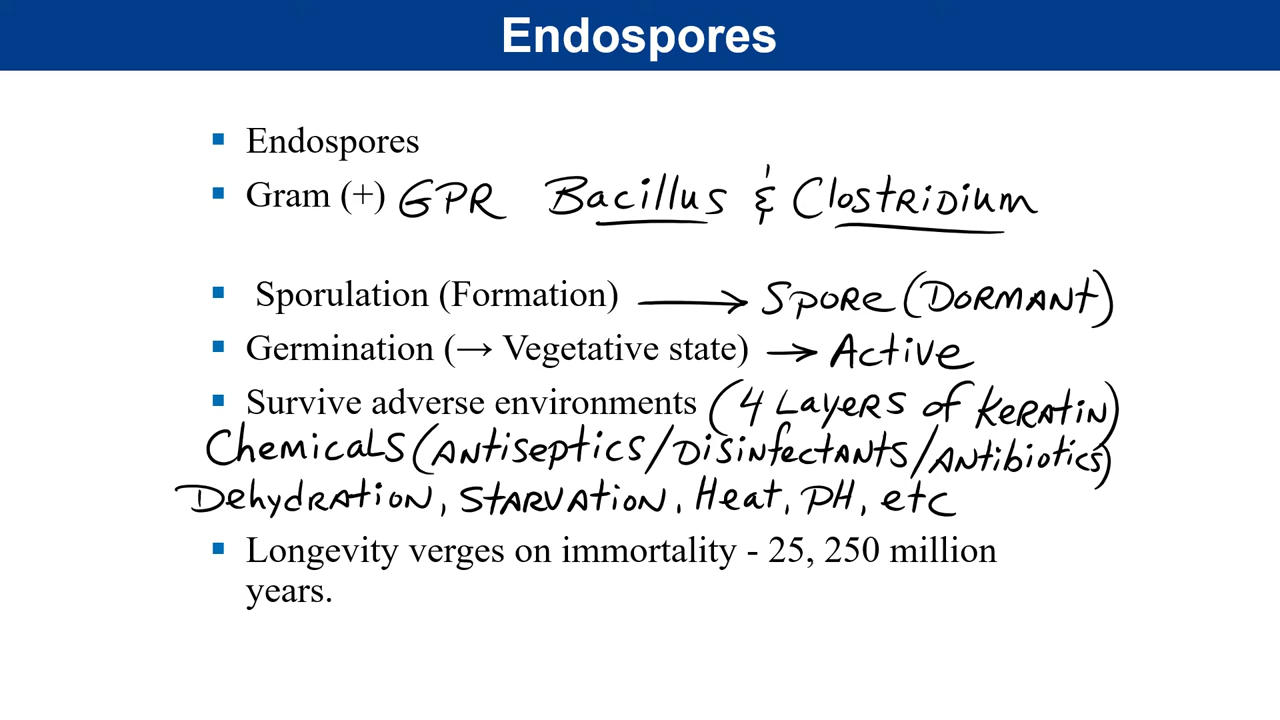 Endospores
Endospores
Gram (+) GPR Bacillus & Clostridium
Sporulation (Formation) → Spore (Dormant)
Germination (→ Vegetative state) → Active
Survive adverse environments (4 Layers of Keratin)
Chemicals (Antiseptics/Disinfectants/Antibiotics)
Dehydration, Starvation, Heat, PH, etc
Longevity verges on immortality - 25, 250 million
years.